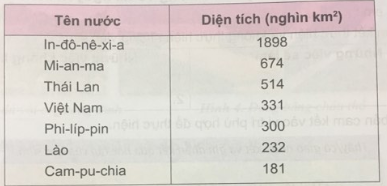 Tên nước Diện tích (nghìn km²)
In-đô-nê-xi-a 1898
Mi-an-ma 674
Thái Lan 514
Việt Nam 331
Phi-líp-pin 300
Lào 232
Cam-pu-chia 181